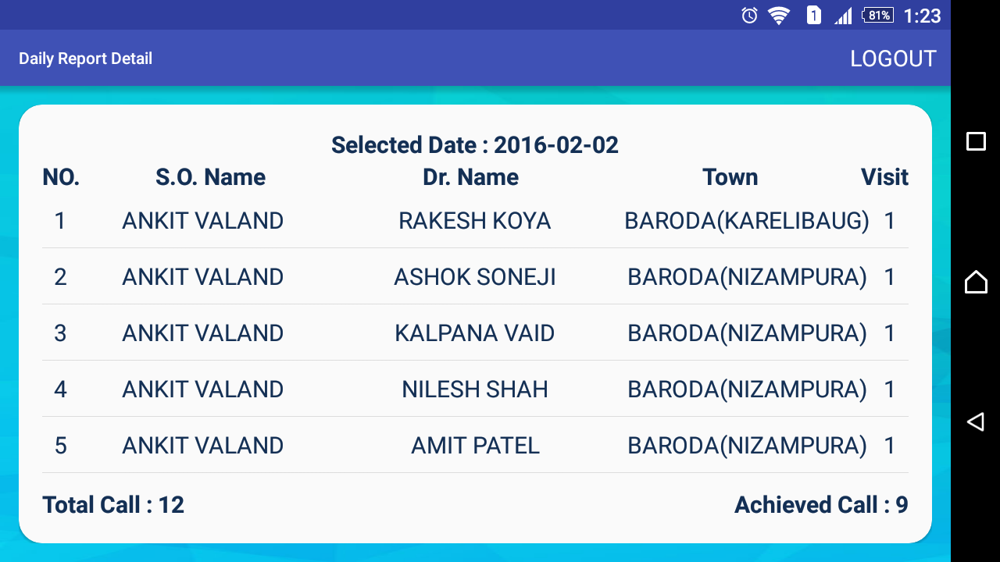 1 81% 1:23
Daily Report Detail LOGOUT
Selected Date : 2016-02-02
NO. S.O. Name Dr. Name Town Visit
1 ANKIT VALAND RAKESH KOYA BARODA(KARELIBAUG) 1
2 ANKIT VALAND ASHOK SONEJI BARODA(NIZAMPURA) 1
3 ANKIT VALAND KALPANA VAID BARODA(NIZAMPURA) 1
4 ANKIT VALAND NILESH SHAH BARODA(NIZAMPURA) 1
5 ANKIT VALAND AMIT PATEL BARODA(NIZAMPURA) 1
Total Call : 12 Achieved Call : 9